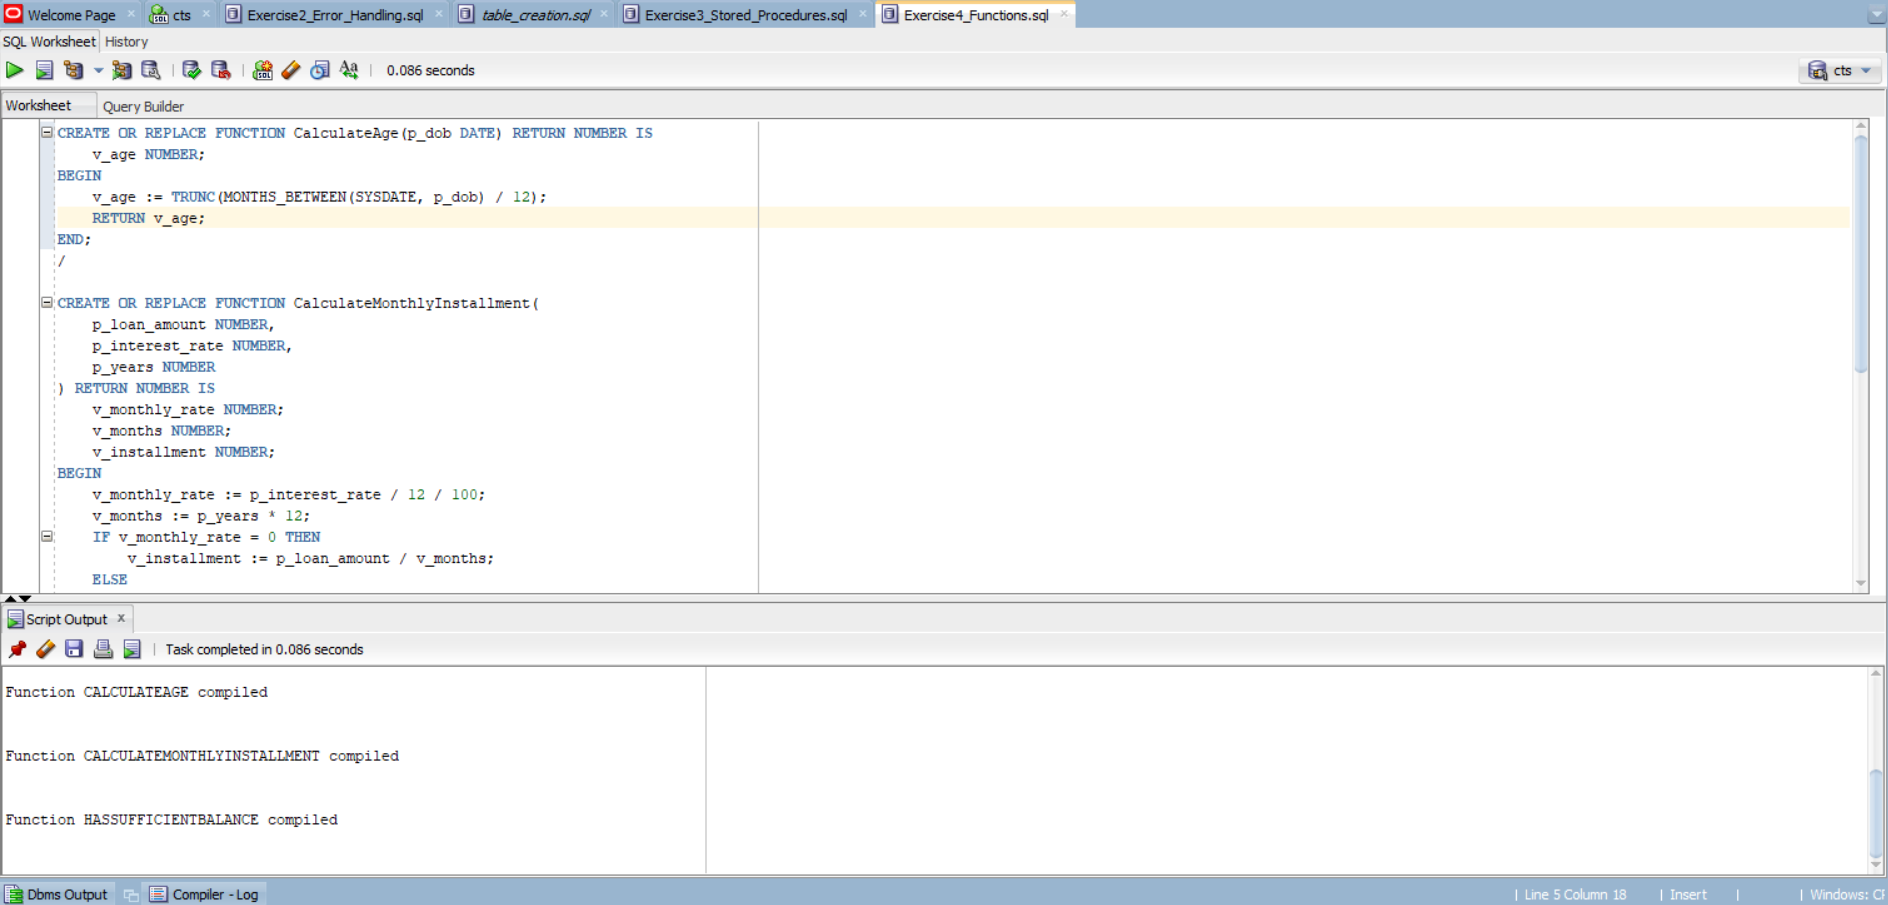 Welcome Page
cts
Exercise2_Error_Handling.sql
table_creation.sql
Exercise3_Stored_Procedures.sql
Exercise4_Functions.sql
SQL Worksheet History
0.086 seconds
cts
Worksheet Query Builder
CREATE OR REPLACE FUNCTION CalculateAge(p_dob DATE) RETURN NUMBER IS
    v_age NUMBER;
BEGIN
    v_age := TRUNC(MONTHS_BETWEEN(SYSDATE, p_dob) / 12);
    RETURN v_age;
END;
/
CREATE OR REPLACE FUNCTION CalculateMonthlyInstallment(
    p_loan_amount NUMBER,
    p_interest_rate NUMBER,
    p_years NUMBER
) RETURN NUMBER IS
    v_monthly_rate NUMBER;
    v_months NUMBER;
    v_installment NUMBER;
BEGIN
    v_monthly_rate := p_interest_rate / 12 / 100;
    v_months := p_years * 12;
    IF v_monthly_rate = 0 THEN
        v_installment := p_loan_amount / v_months;
    ELSE
Script Output
Task completed in 0.086 seconds
Function CALCULATEAGE compiled
Function CALCULATEMONTHLYINSTALLMENT compiled
Function HASSUFFICIENTBALANCE compiled
Dbms Output Compiler - Log
Line 5 Column 18 | Insert | | Windows: